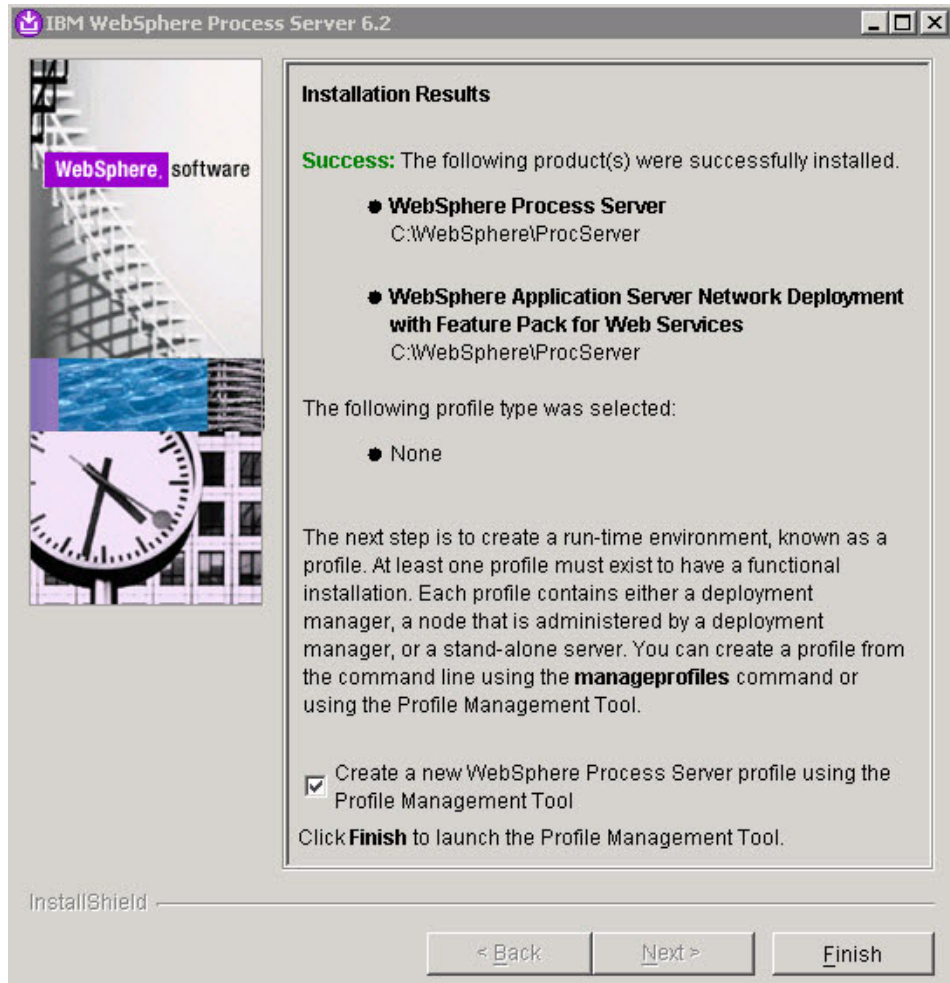 IBM WebSphere Process Server 6.2
WebSphere software
Installation Results
Success: The following product(s) were successfully installed.
WebSphere Process Server
C:\WebSphere\ProcServer
WebSphere Application Server Network Deployment
with Feature Pack for Web Services
C:\WebSphere\ProcServer
The following profile type was selected:
None
The next step is to create a run-time environment, known as a
profile. At least one profile must exist to have a functional
installation. Each profile contains either a deployment
manager, a node that is administered by a deployment
manager, or a stand-alone server. You can create a profile from
the command line using the manageprofiles command or
using the Profile Management Tool.
Create a new WebSphere Process Server profile using the
Profile Management Tool
Click Finish to launch the Profile Management Tool.
InstallShield
< Back Next > Finish